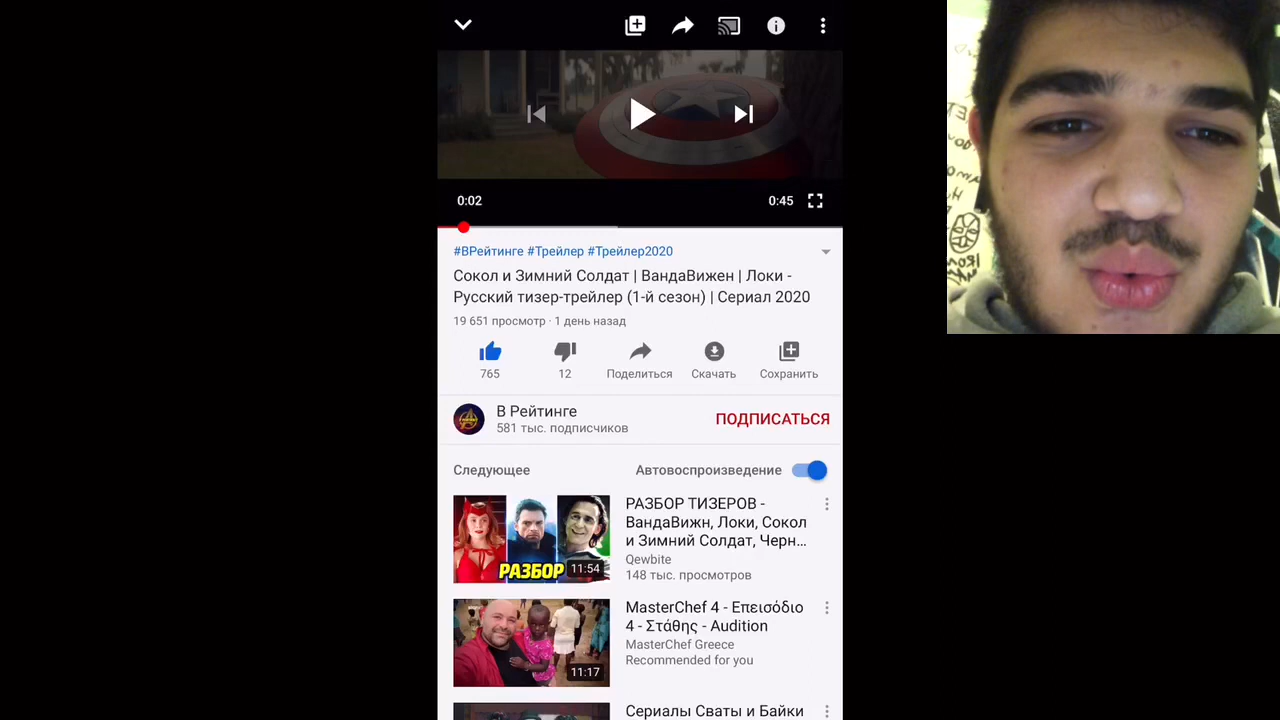 0:02
0:45
#ВРейтинге #Трейлер #Трейлер2020
Сокол и Зимний Солдат | ВандаВижен | Локи -
Русский тизер-трейлер (1-й сезон) | Сериал 2020
19 651 просмотр · 1 день назад
765
12
Поделиться
Скачать
Сохранить
В Рейтинге
581 тыс. подписчиков
ПОДПИСАТЬСЯ
Следующее
Автовоспроизведение
РАЗБОР
11:54
РАЗБОР ТИЗЕРОВ -
ВандаВижн, Локи, Сокол
и Зимний Солдат, Черн...
Qewbite
148 тыс. просмотров
11:17
MasterChef 4 - Επεισόδιο
4 - Στάθης - Audition
MasterChef Greece
Recommended for you
Сериалы Сваты и Байки